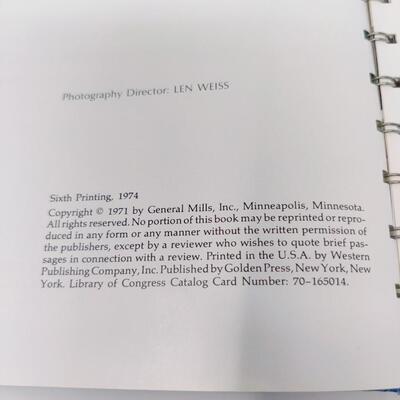 Photography Director: LEN WEISS
Sixth Printing, 1974
Copyright © 1971 by General Mills, Inc., Minneapolis, Minnesota.
All rights reserved. No portion of this book may be reprinted or repro-
duced in any form or any manner without the written permission of
the publishers, except by a reviewer who wishes to quote brief pas-
sages in connection with a review. Printed in the U.S.A. by Western
Publishing Company, Inc. Published by Golden Press, New York, New
York. Library of Congress Catalog Card Number: 70–165014.